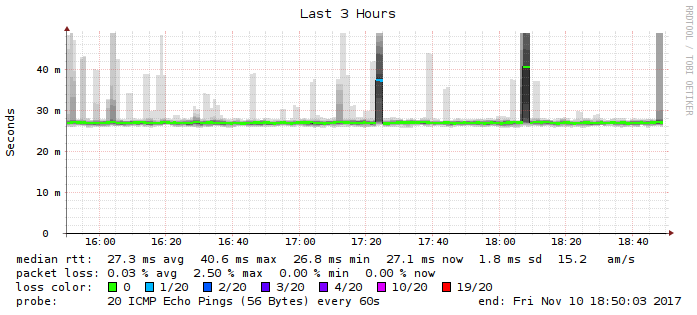 Last 3 Hours
RRDTOOL / TOBI OETIKER
Seconds
40 m
30 m
20 m
10 m
0
16:00 16:20 16:40 17:00 17:20 17:40 18:00 18:20 18:40
median rtt: 27.3 ms avg 40.6 ms max 26.8 ms min 27.1 ms now 1.8 ms sd 15.2 am/s
packet loss: 0.03 % avg 2.50 % max 0.00 % min 0.00 % now
loss color: 0 1/20 2/20 3/20 4/20 10/20 19/20
probe: 20 ICMP Echo Pings (56 Bytes) every 60s end: Fri Nov 10 18:50:03 2017